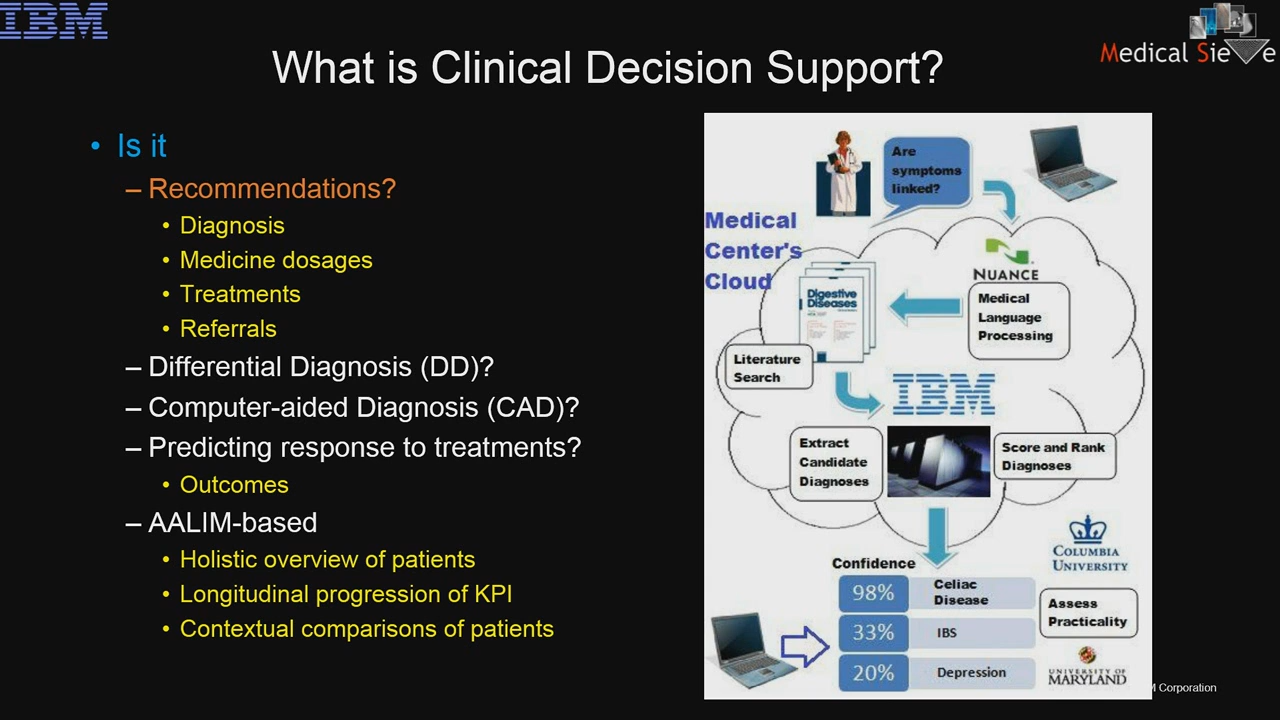 IBM
Medical Sieve
What is Clinical Decision Support?
• Is it
– Recommendations?
• Diagnosis
• Medicine dosages
• Treatments
• Referrals
– Differential Diagnosis (DD)?
– Computer-aided Diagnosis (CAD)?
– Predicting response to treatments?
• Outcomes
– AALIM-based
• Holistic overview of patients
• Longitudinal progression of KPI
• Contextual comparisons of patients
Are
symptoms
linked?
Medical
Center's
Cloud
NUANCE
Medical
Language
Processing
Digestive
Diseases
Literature
Search
IBM
Extract
Candidate
Diagnoses
Score and Rank
Diagnoses
Confidence
98% Celiac
Disease
33% IBS
20% Depression
COLUMBIA
UNIVERSITY
Assess
Practicality
UNIVERSITY OF
MARYLAND
Corporation